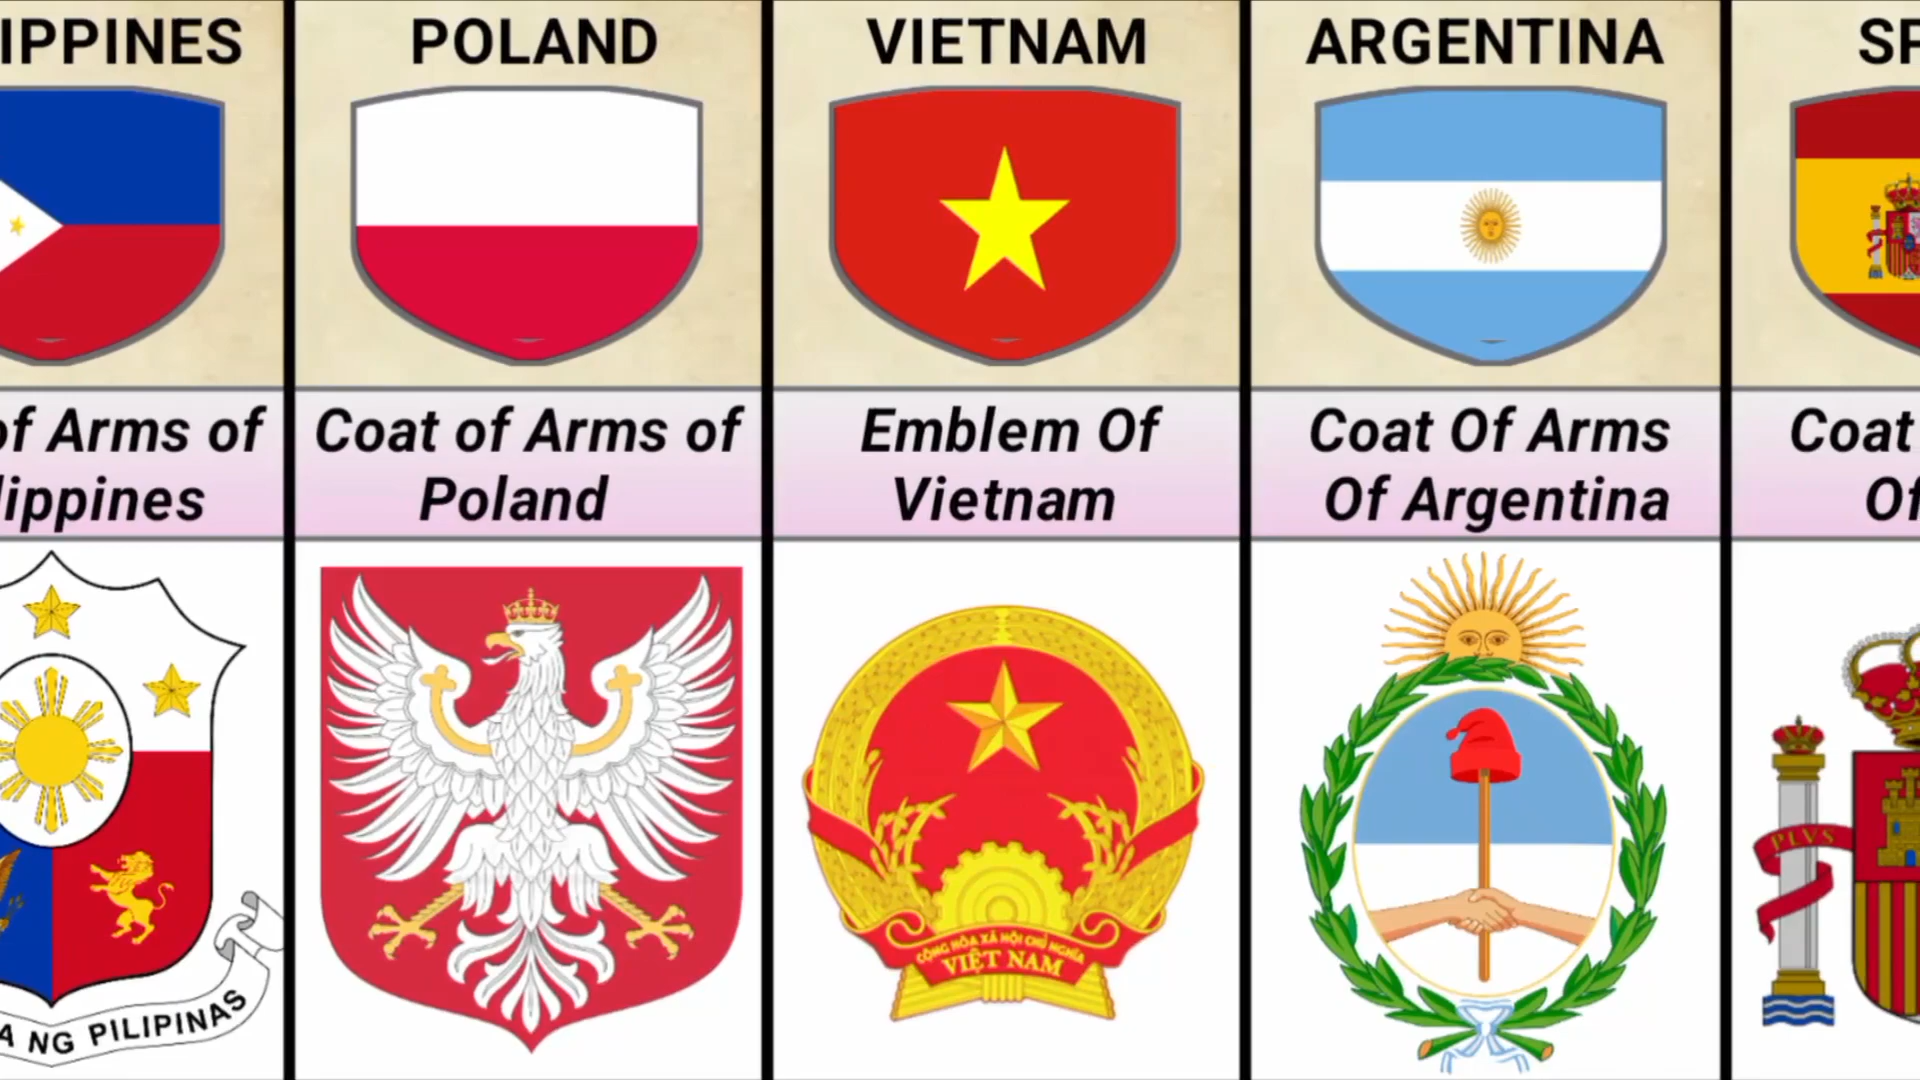 IPPINES
of Arms of
lippines
A NG PILIPINAS
POLAND
Coat of Arms of
Poland
VIETNAM
Emblem Of
Vietnam
CỘNG HÒA XÃ HỘI CHỦ NGHĨA
VIỆT NAM
ARGENTINA
Coat Of Arms
Of Argentina
SP
Coat
Of
PLVS